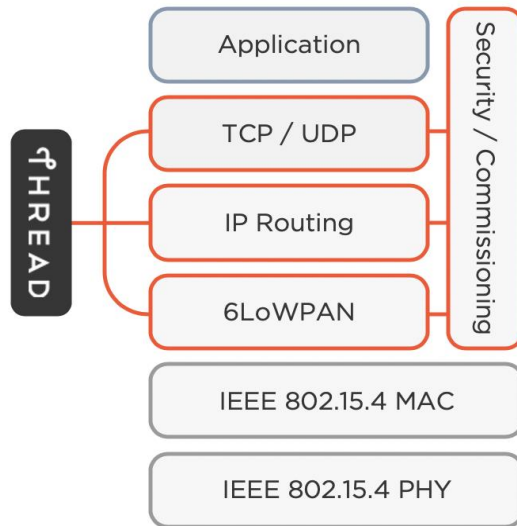 Application
Security / Commissioning
TCP / UDP
THREAD
IP Routing
6LoWPAN
IEEE 802.15.4 MAC
IEEE 802.15.4 PHY